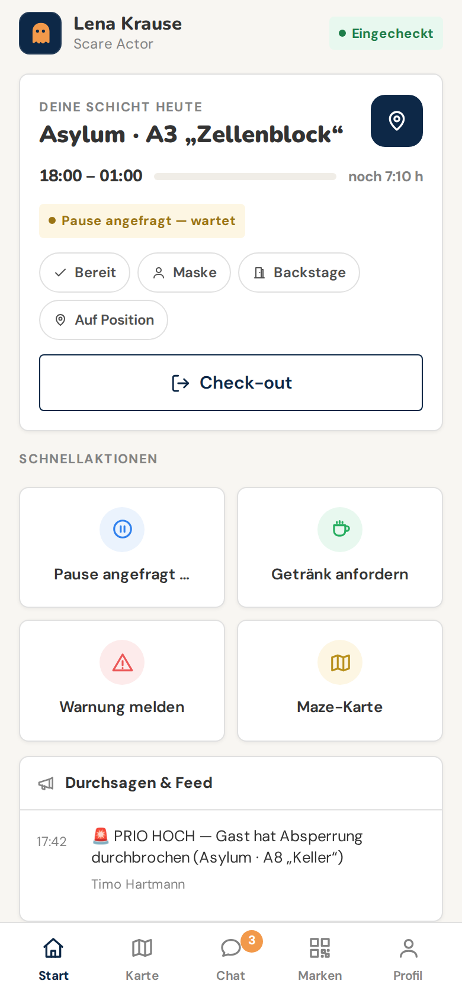 Lena Krause
Scare Actor
Eingecheckt
DEINE SCHICHT HEUTE
Asylum · A3 „Zellenblock“
18:00 – 01:00
noch 7:10 h
Pause angefragt — wartet
Bereit
Maske
Backstage
Auf Position
Check-out
SCHNELLAKTIONEN
Pause angefragt ...
Getränk anfordern
Warnung melden
Maze-Karte
Durchsagen & Feed
17:42
🚨 PRIO HOCH — Gast hat Absperrung
durchbrochen (Asylum · A8 „Keller“)
Timo Hartmann
3
Start
Karte
Chat
Marken
Profil